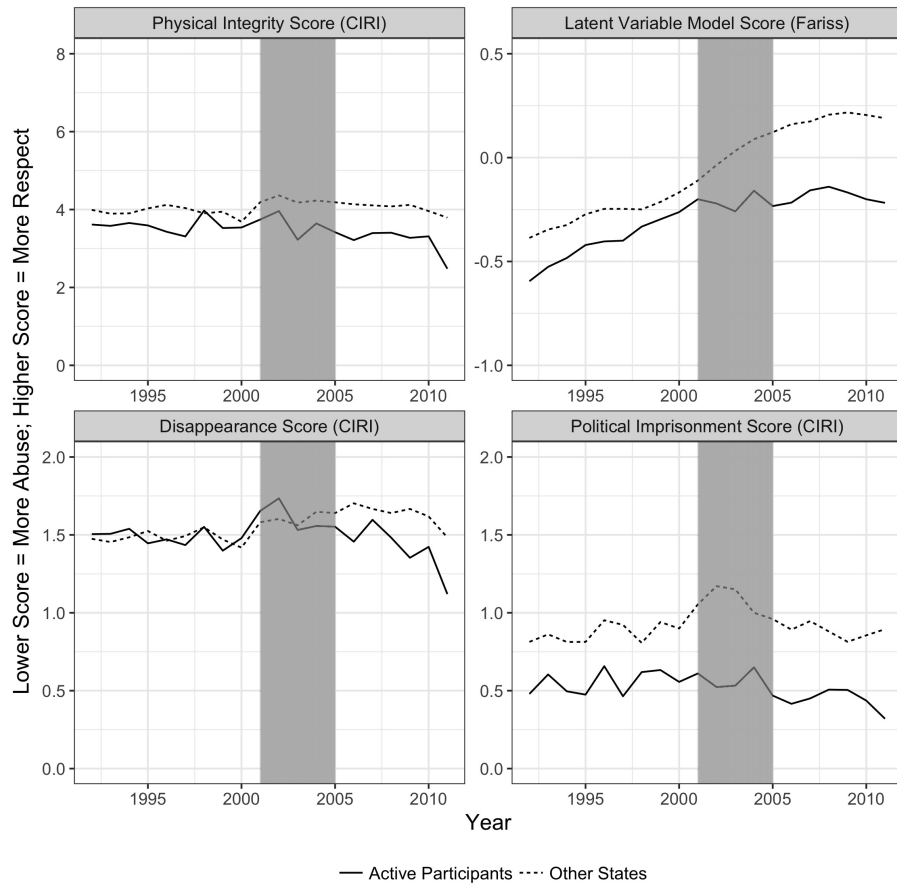 Physical Integrity Score (CIRI)
Latent Variable Model Score (Fariss)
8
6
4
2
0
1995 2000 2005 2010
0.5
0.0
-0.5
-1.0
1995 2000 2005 2010
Lower Score = More Abuse; Higher Score = More Respect
Disappearance Score (CIRI)
Political Imprisonment Score (CIRI)
2.0
1.5
1.0
0.5
0.0
1995 2000 2005 2010
2.0
1.5
1.0
0.5
0.0
1995 2000 2005 2010
Year
Active Participants Other States